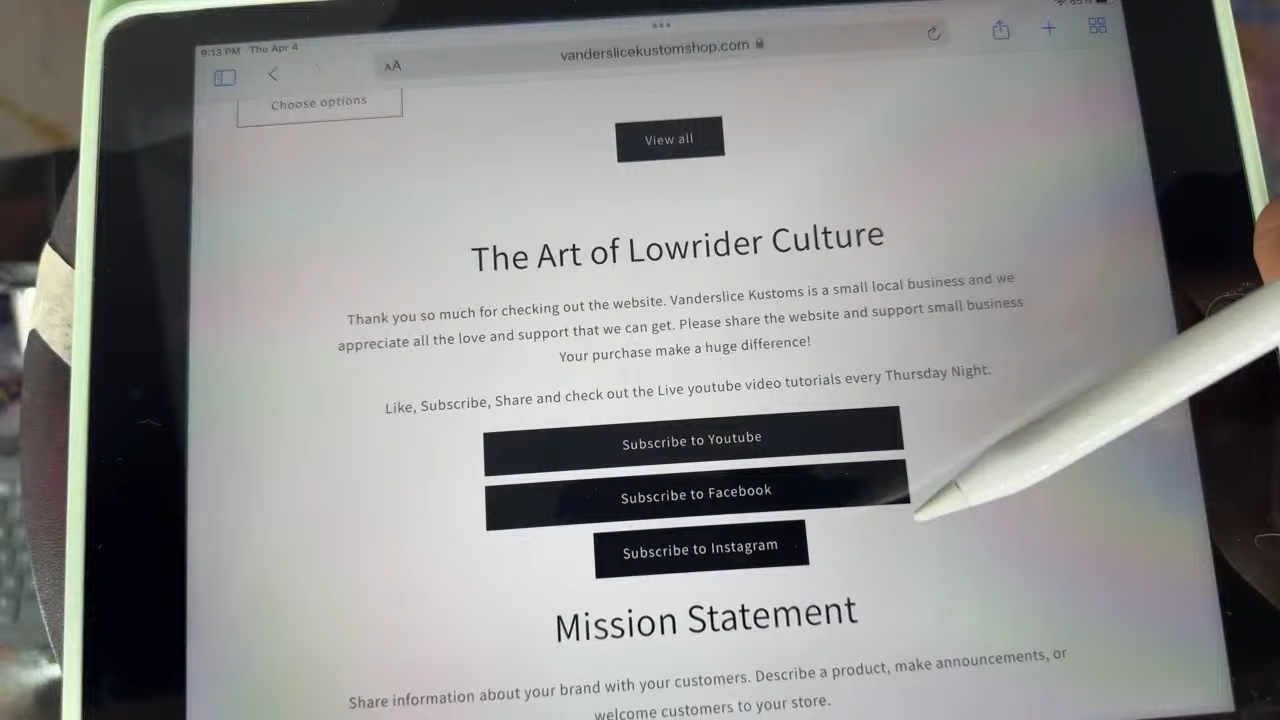 9:13 PM Thu Apr 4
AA
vanderslicekustomshop.com
Choose options
View all
The Art of Lowrider Culture
Thank you so much for checking out the website. Vanderslice Kustoms is a small local business and we
appreciate all the love and support that we can get. Please share the website and support small business
Your purchase make a huge difference!
Like, Subscribe, Share and check out the Live youtube video tutorials every Thursday Night.
Subscribe to Youtube
Subscribe to Facebook
Subscribe to Instagram
Mission Statement
Share information about your brand with your customers. Describe a product, make announcements, or
welcome customers to your store.